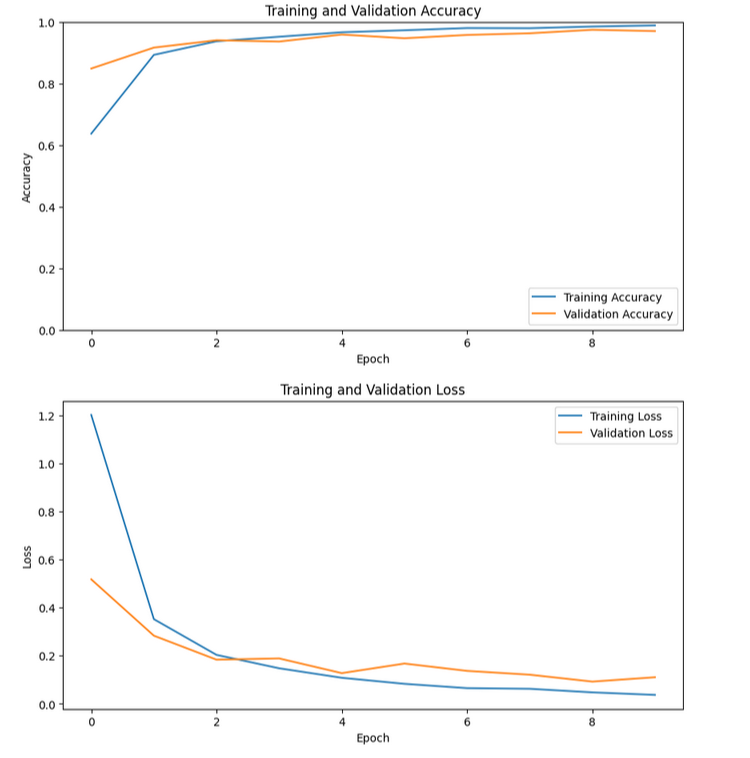 Training and Validation Accuracy
1.0
0.8
0.6
0.4
0.2
0.0
Accuracy
Training Accuracy
Validation Accuracy
0 2 4 6 8
Epoch
Training and Validation Loss
1.2
1.0
0.8
0.6
0.4
0.2
0.0
Loss
Training Loss
Validation Loss
0 2 4 6 8
Epoch